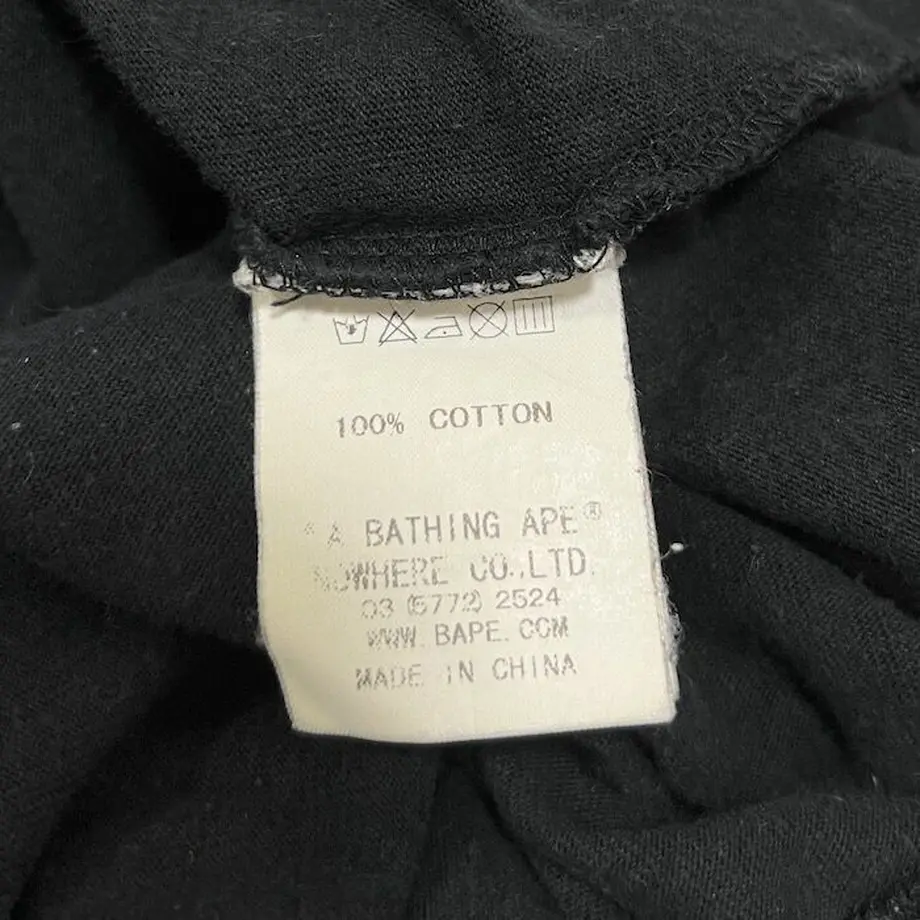 100% COTTON
A BATHING APE®
NOWHERE CO.,LTD.
03 (5772) 2524
WWW.BAPE.COM
MADE IN CHINA